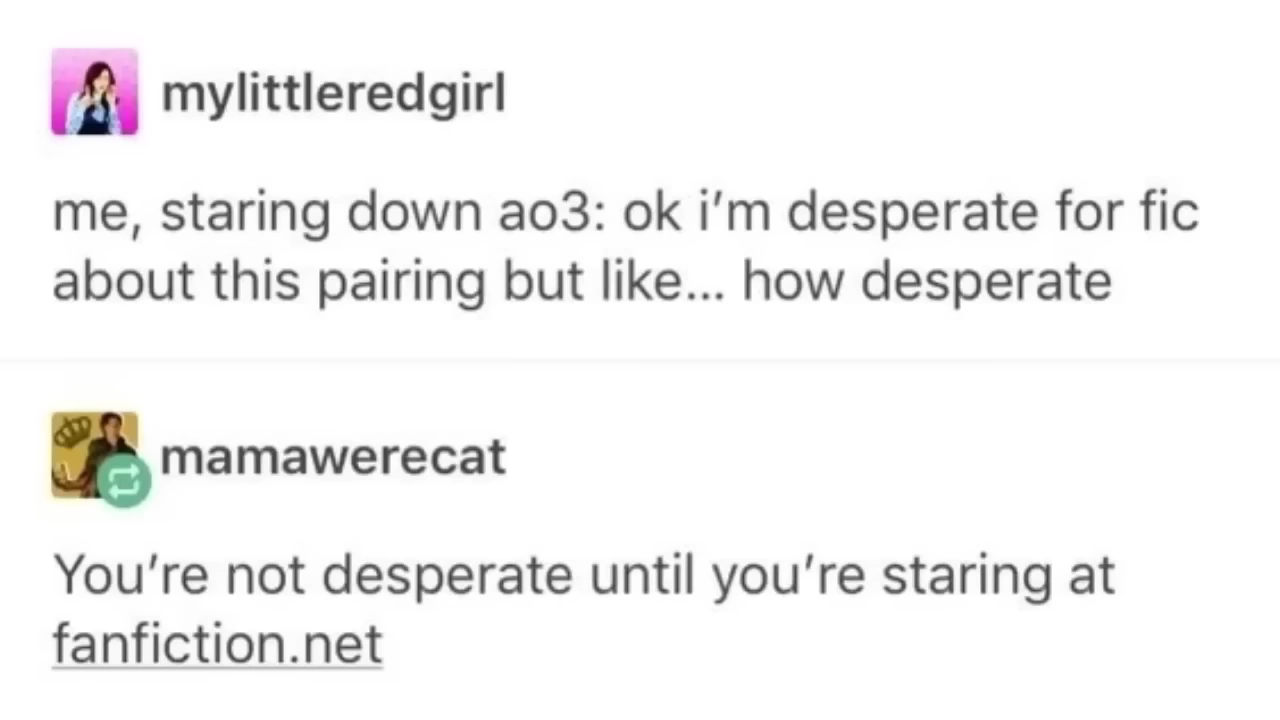 mylittleredgirl
me, staring down ao3: ok i’m desperate for fic
about this pairing but like... how desperate
mamawerecat
You’re not desperate until you’re staring at
fanfiction.net